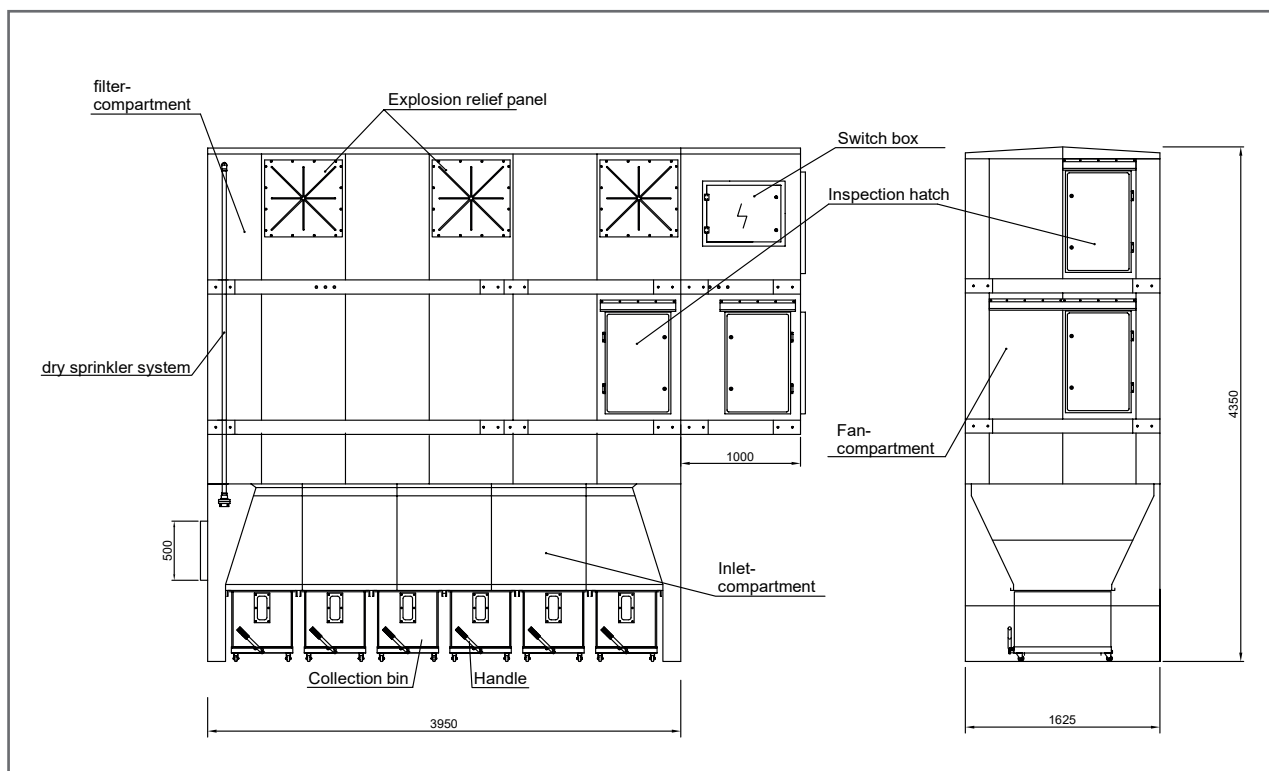 filter-
compartment
Explosion relief panel
Switch box
Inspection hatch
dry sprinkler system
Fan-
compartment
4350
1000
500
Inlet-
compartment
Collection bin
Handle
3950
1625